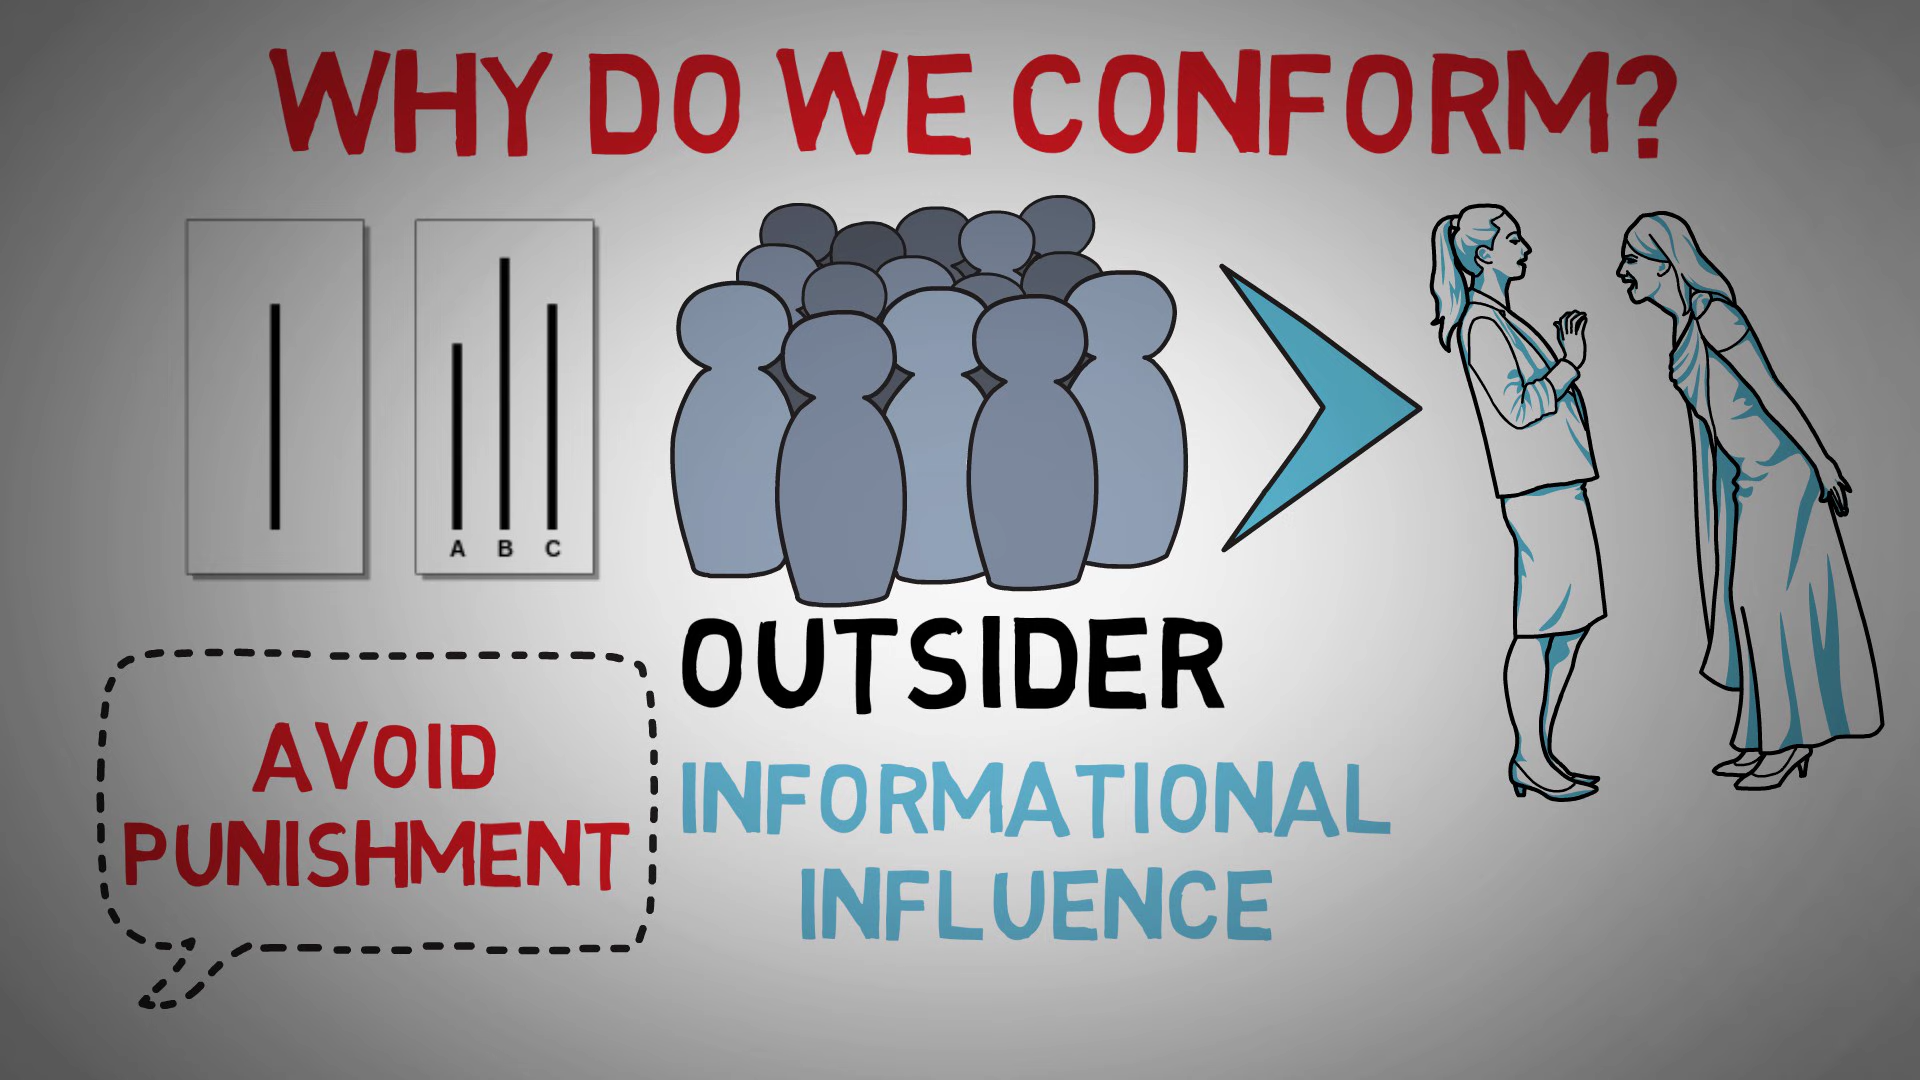 WHY DO WE CONFORM?
A B C
OUTSIDER
AVOID
PUNISHMENT
INFORMATIONAL
INFLUENCE